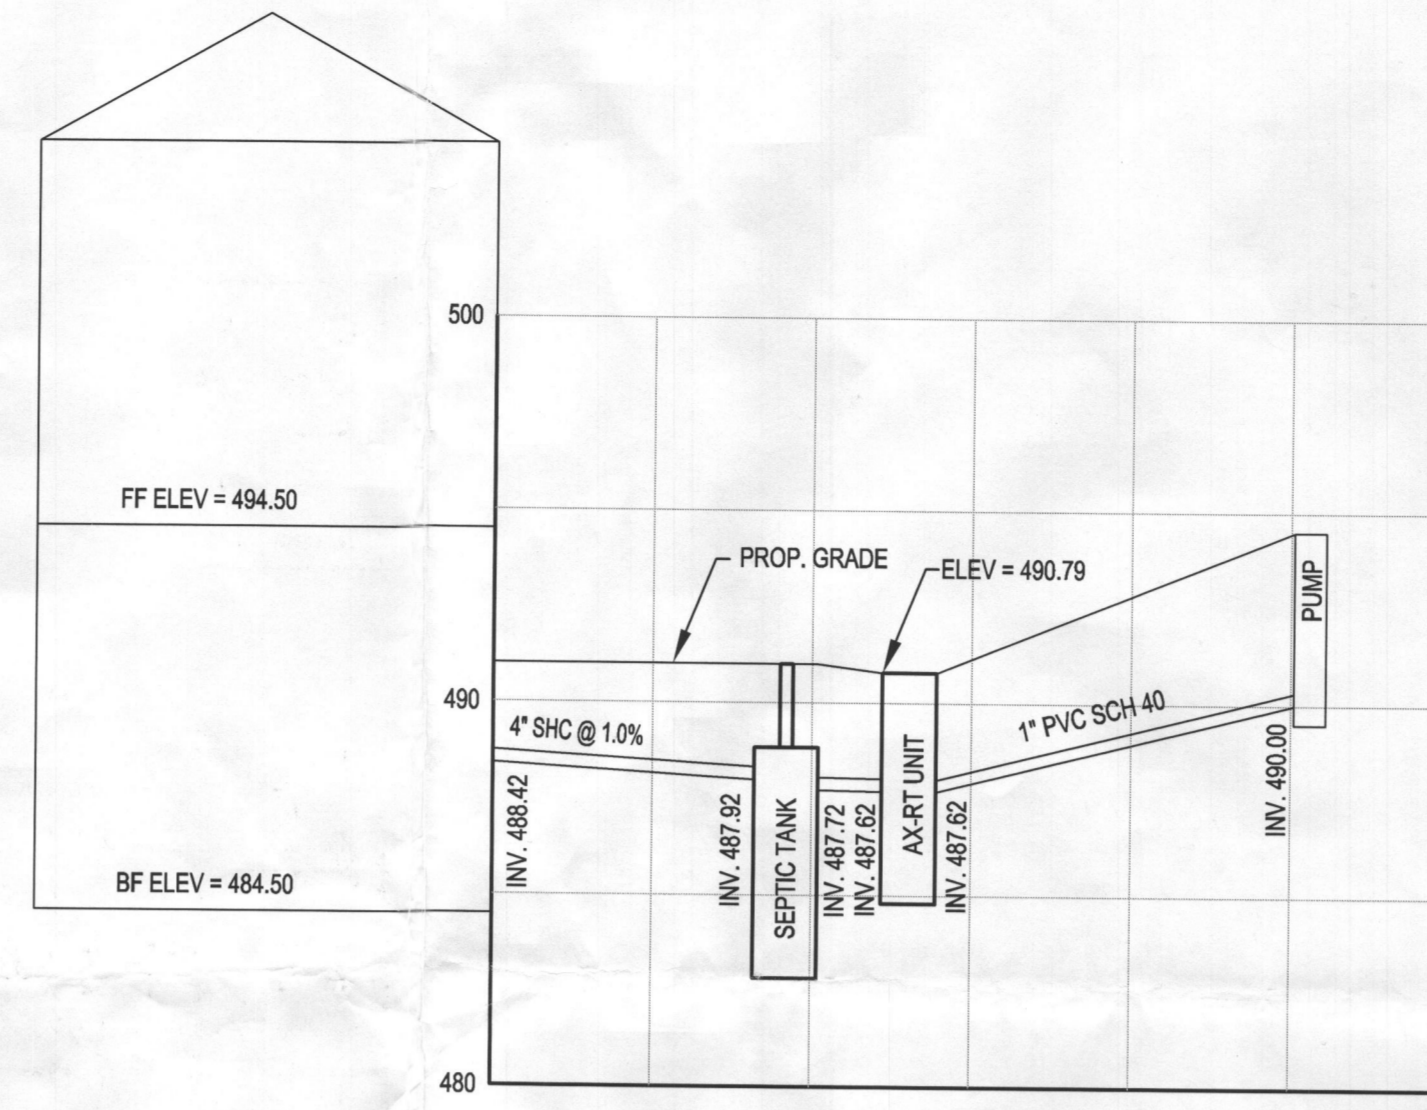 500
FF ELEV = 494.50
PROP. GRADE
ELEV = 490.79
PUMP
490
4" SHC @ 1.0%
1" PVC SCH 40
INV. 488.42
INV. 487.92
SEPTIC TANK
INV. 487.72
INV. 487.62
AX-RT UNIT
INV. 487.62
INV. 490.00
BF ELEV = 484.50
480